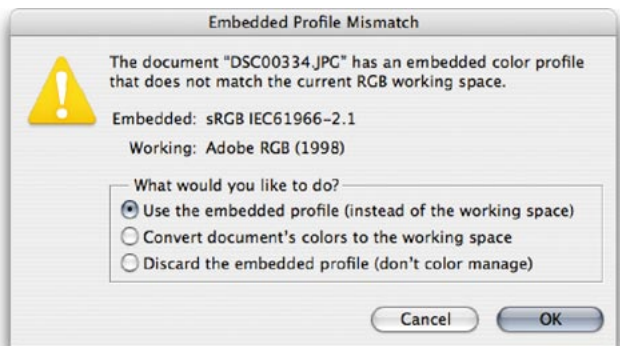 Embedded Profile Mismatch
The document "DSC00334.JPG" has an embedded color profile
that does not match the current RGB working space.
Embedded: sRGB IEC61966-2.1
Working: Adobe RGB (1998)
What would you like to do?
Use the embedded profile (instead of the working space)
Convert document's colors to the working space
Discard the embedded profile (don't color manage)
Cancel OK